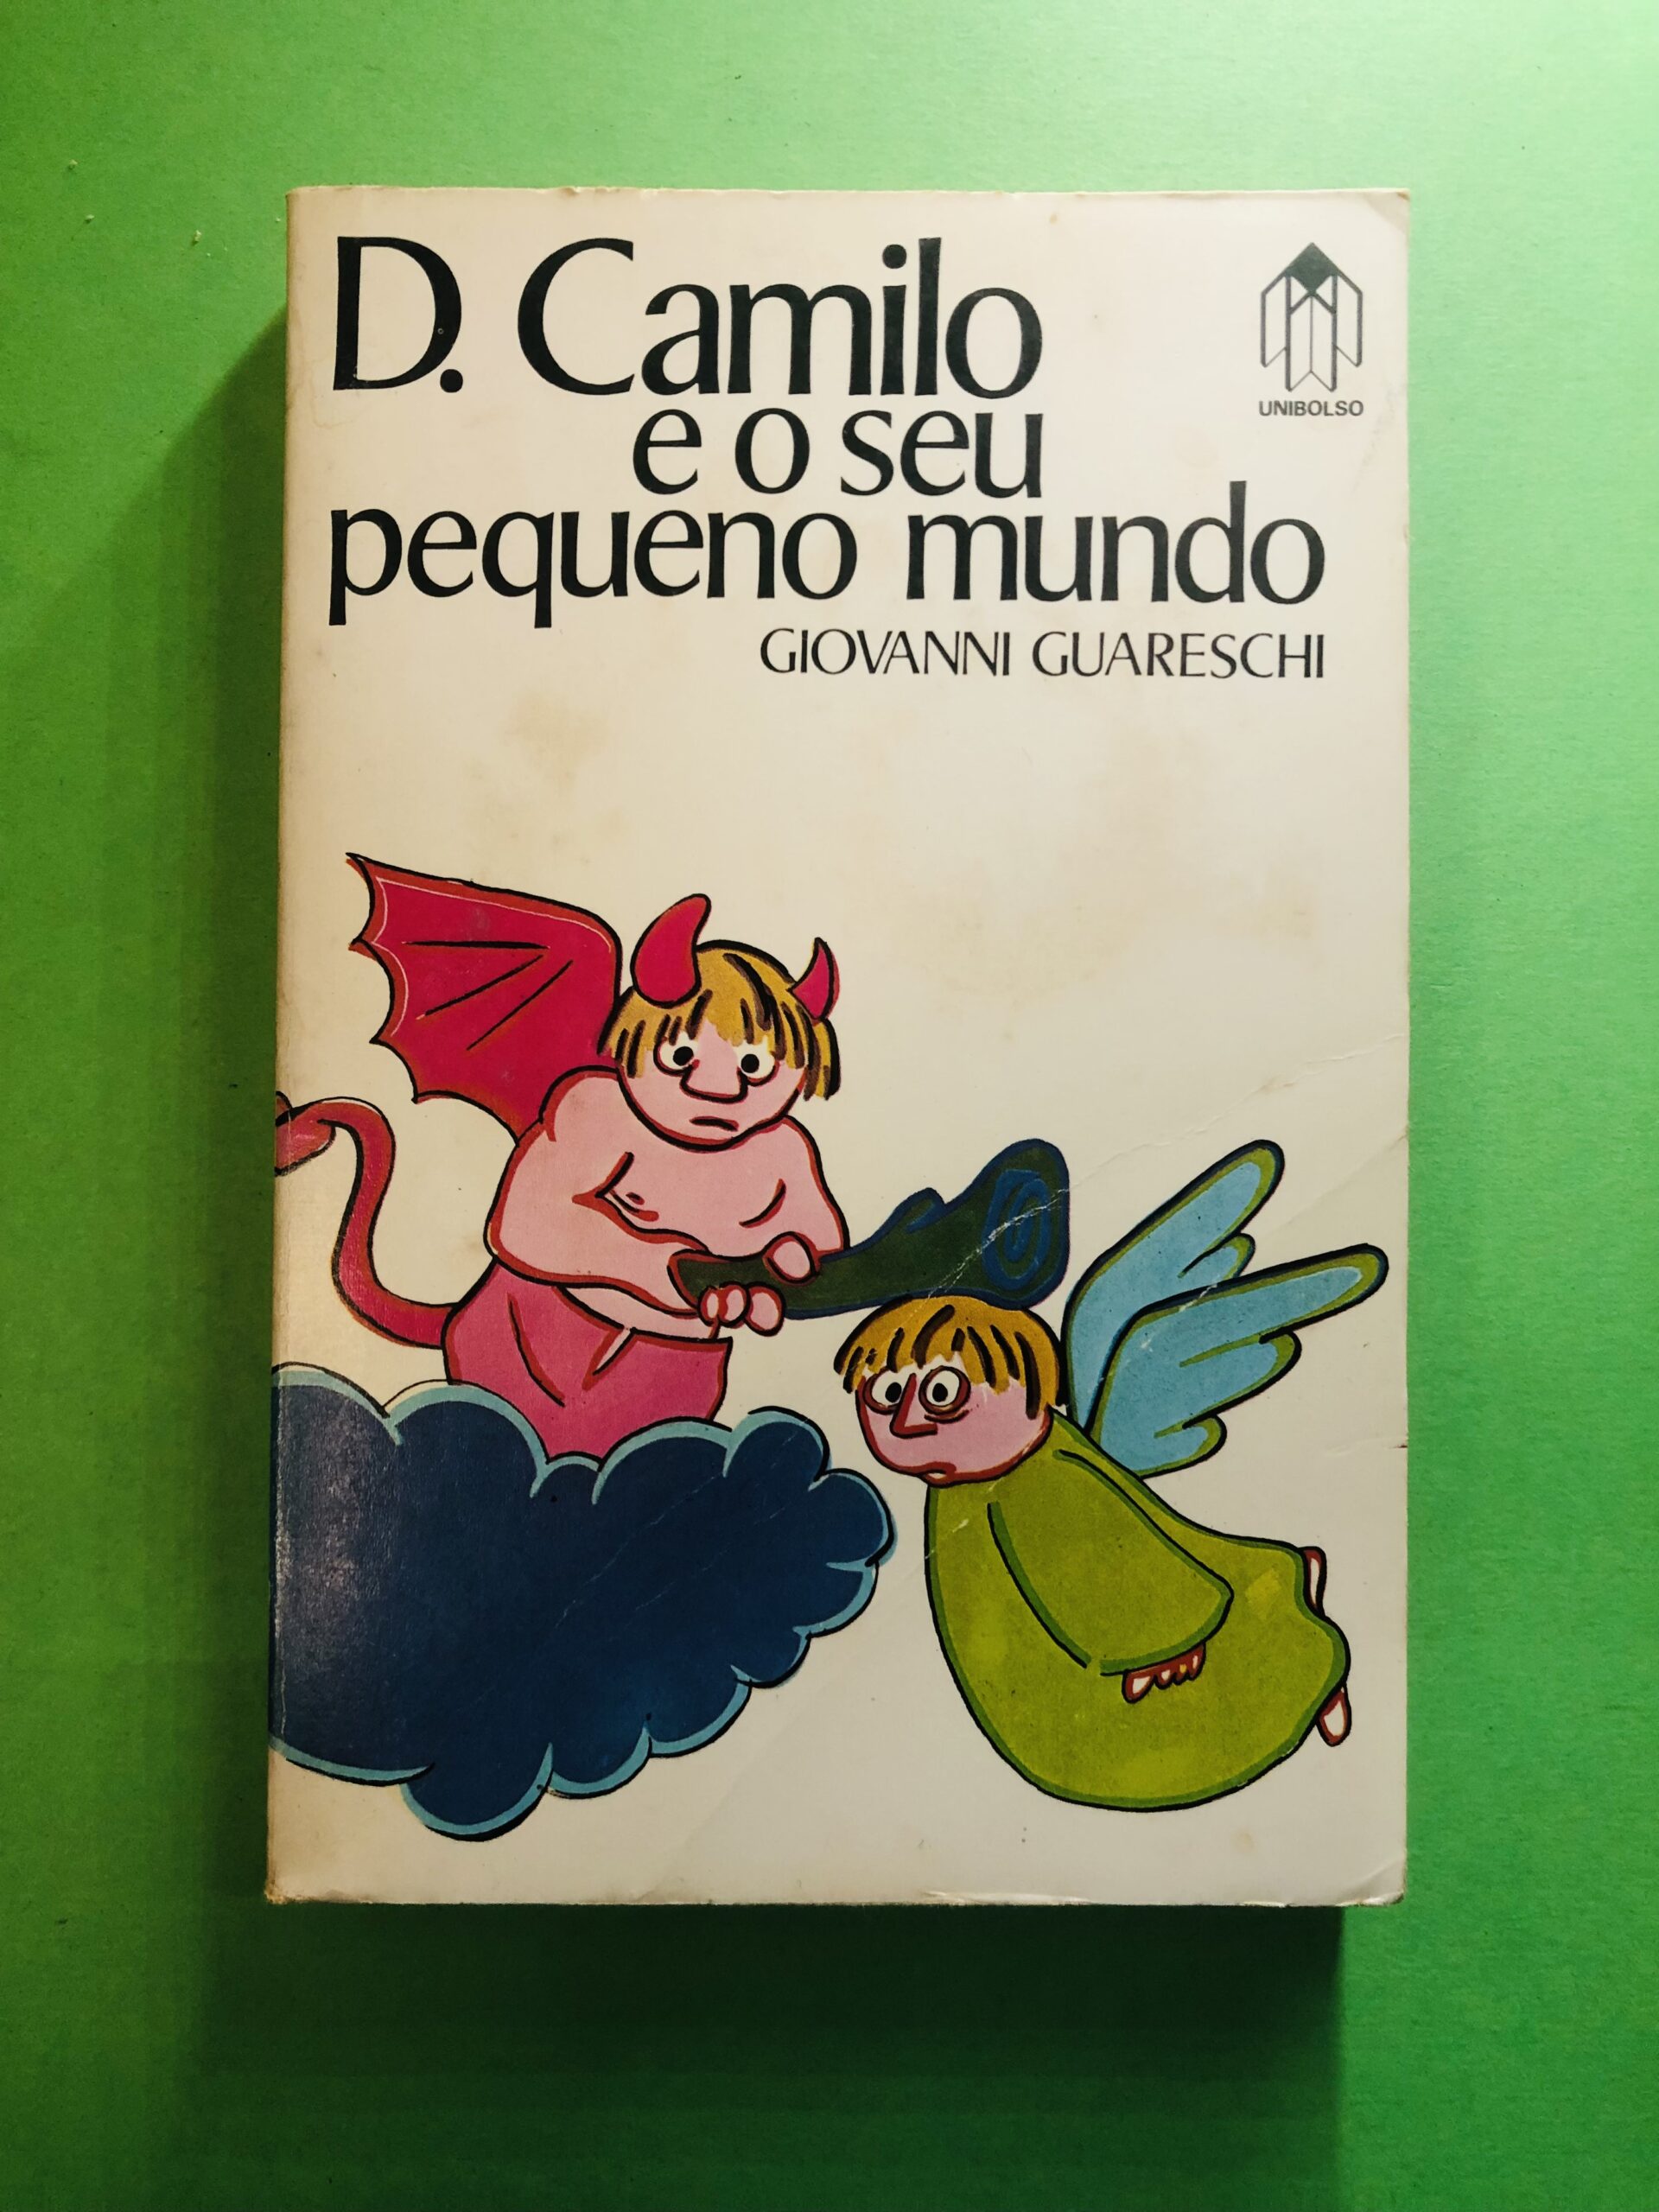 D. Camilo
e o seu
pequeno mundo
GIOVANNI GUARESCHI
UNIBOLSO